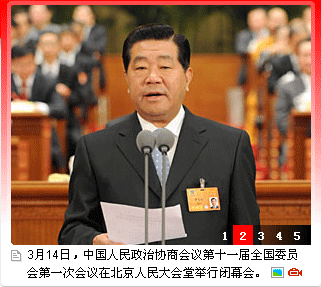 1 2 3 4 5
3月14日，中国人民政治协商会议第十一届全国委员
会第一次会议在北京人民大会堂举行闭幕会。